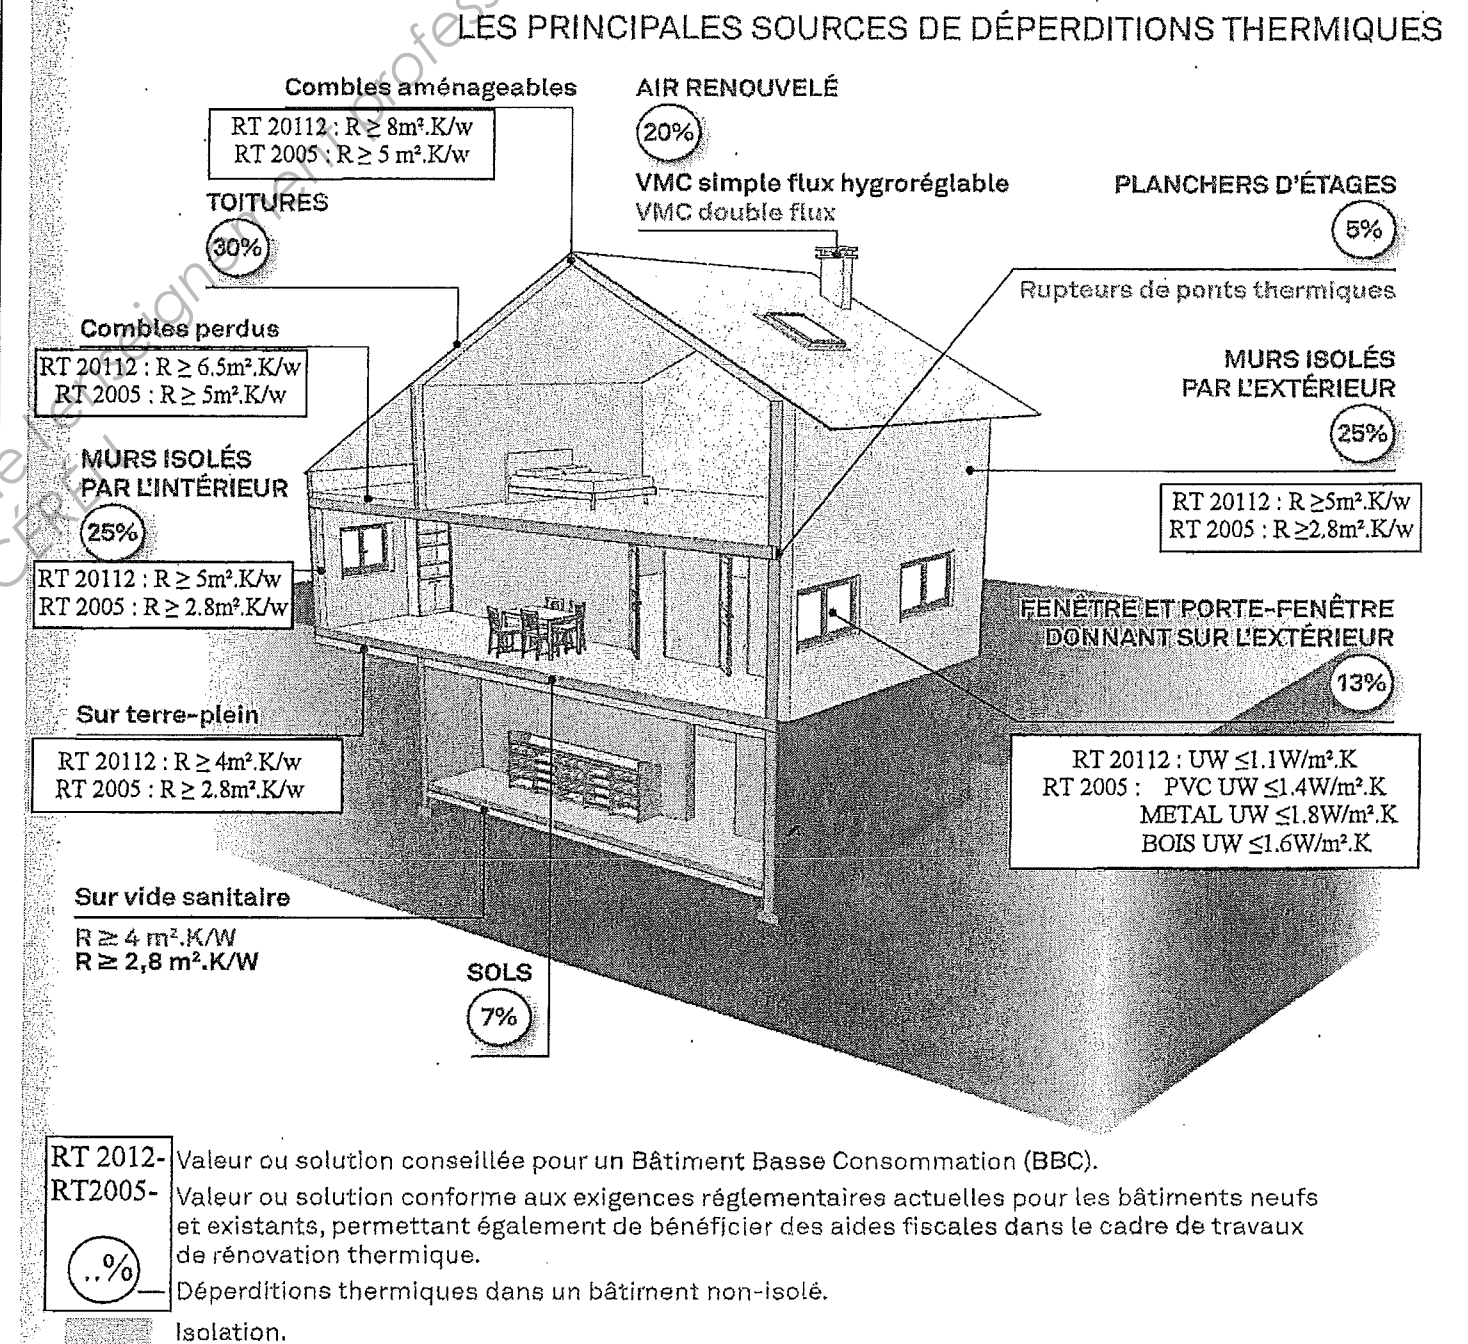 LES PRINCIPALES SOURCES DE DÉPERDITIONS THERMIQUES
Combles aménageables
RT 20112 : R ≥ 8m².K/w
RT 2005 : R ≥ 5 m².K/w
AIR RENOUVELÉ
20%
VMC simple flux hygroréglable
VMC double flux
PLANCHERS D'ÉTAGES
5%
Rupteurs de ponts thermiques
TOITURES
30%
Combles perdus
RT 20112 : R ≥ 6.5m².K/w
RT 2005 : R ≥ 5m².K/w
MURS ISOLÉS
PAR L'EXTÉRIEUR
25%
RT 20112 : R ≥5m².K/w
RT 2005 : R ≥2.8m².K/w
MURS ISOLÉS
PAR L'INTÉRIEUR
25%
RT 20112 : R ≥ 5m².K/w
RT 2005 : R ≥ 2.8m².K/w
FENÊTRE ET PORTE-FENÊTRE
DONNANT SUR L'EXTÉRIEUR
13%
RT 20112 : UW ≤1.1W/m².K
RT 2005 : PVC UW ≤1.4W/m².K
METAL UW ≤1.8W/m².K
BOIS UW ≤1.6W/m².K
Sur terre-plein
RT 20112 : R ≥ 4m².K/w
RT 2005 : R ≥ 2.8m².K/w
Sur vide sanitaire
R ≥ 4 m².K/W
R ≥ 2,8 m².K/W
SOLS
7%
RT 2012- Valeur ou solution conseillée pour un Bâtiment Basse Consommation (BBC).
RT2005- Valeur ou solution conforme aux exigences réglementaires actuelles pour les bâtiments neufs
et existants, permettant également de bénéficier des aides fiscales dans le cadre de travaux
de rénovation thermique.
..% Déperditions thermiques dans un bâtiment non-isolé.
Isolation.